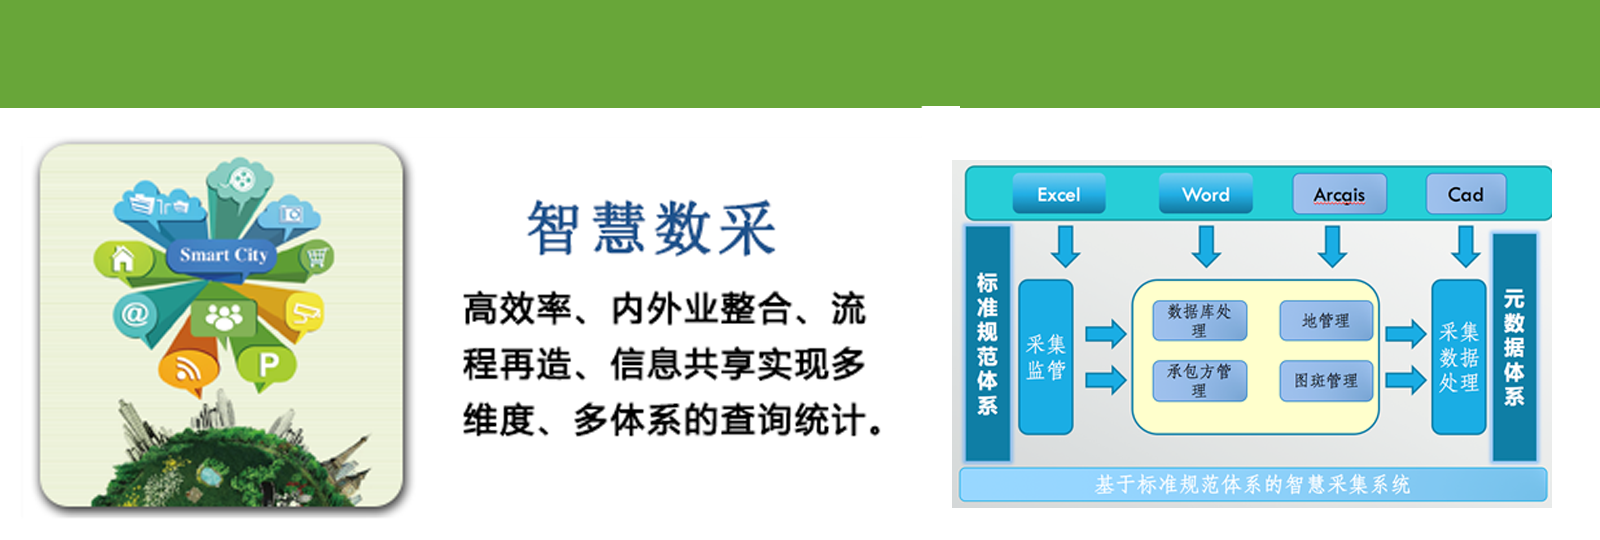 Smart City
@
P
智慧数采
高效率、内外业整合、流
程再造、信息共享实现多
维度、多体系的查询统计。
Excel
Word
Arcgis
Cad
标准规范体系
采集
监管
数据库处
理
地管理
承包方管
理
图斑管理
采集
数据
处理
元数据体系
基于标准规范体系的智慧采集系统